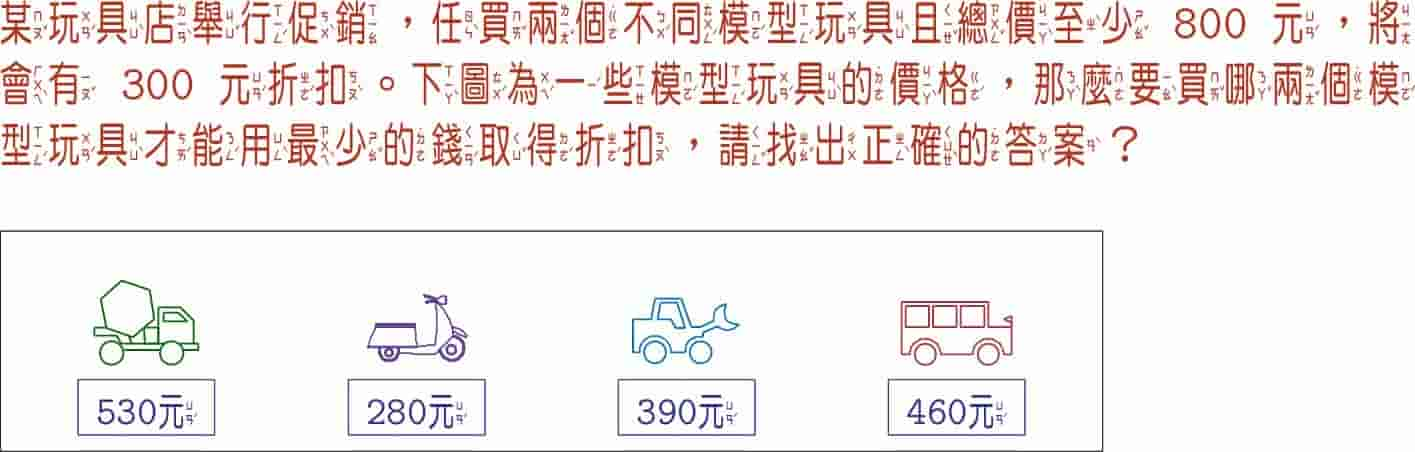 某玩具店舉行促銷，任買兩個不同模型玩具且總價至少 800 元，將
會有 300 元折扣。下圖為一些模型玩具的價格，那麼要買哪兩個模
型玩具才能用最少的錢取得折扣，請找出正確的答案？
530元 280元 390元 460元